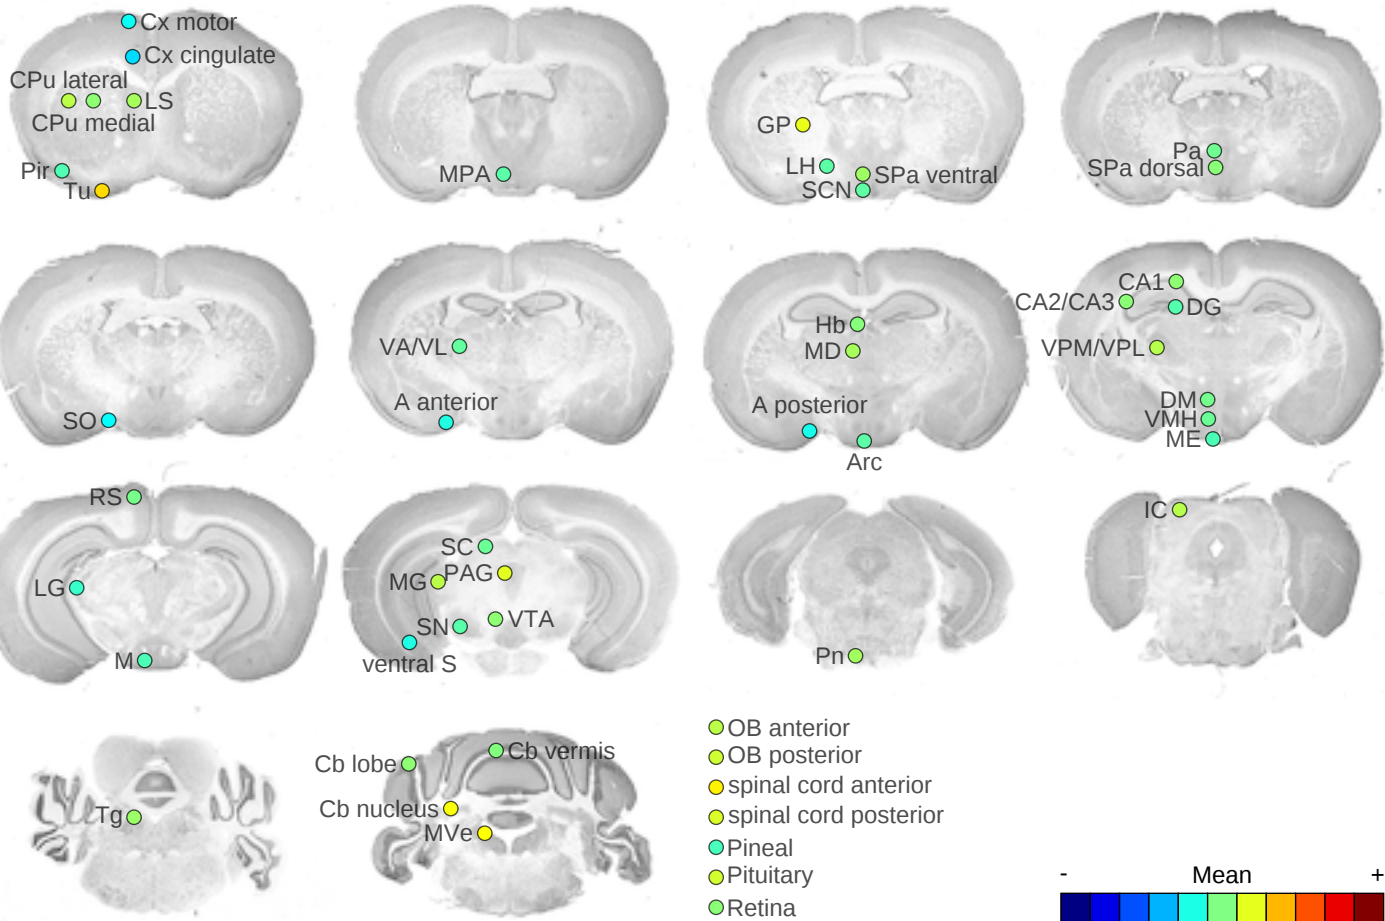 Cx motor
Cx cingulate
CPu lateral
LS
CPu medial
Pir
Tu
MPA
GP
LH
SPa ventral
SCN
Pa
SPa dorsal
SO
VA/VL
A anterior
Hb
MD
A posterior
Arc
CA1
CA2/CA3
DG
VPM/VPL
DM
VMH
ME
RS
LG
M
SC
PAG
MG
VTA
SN
ventral S
Pn
IC
Tg
Cb vermis
Cb lobe
Cb nucleus
MVe
OB anterior
OB posterior
spinal cord anterior
spinal cord posterior
Pineal
Pituitary
Retina
- Mean +